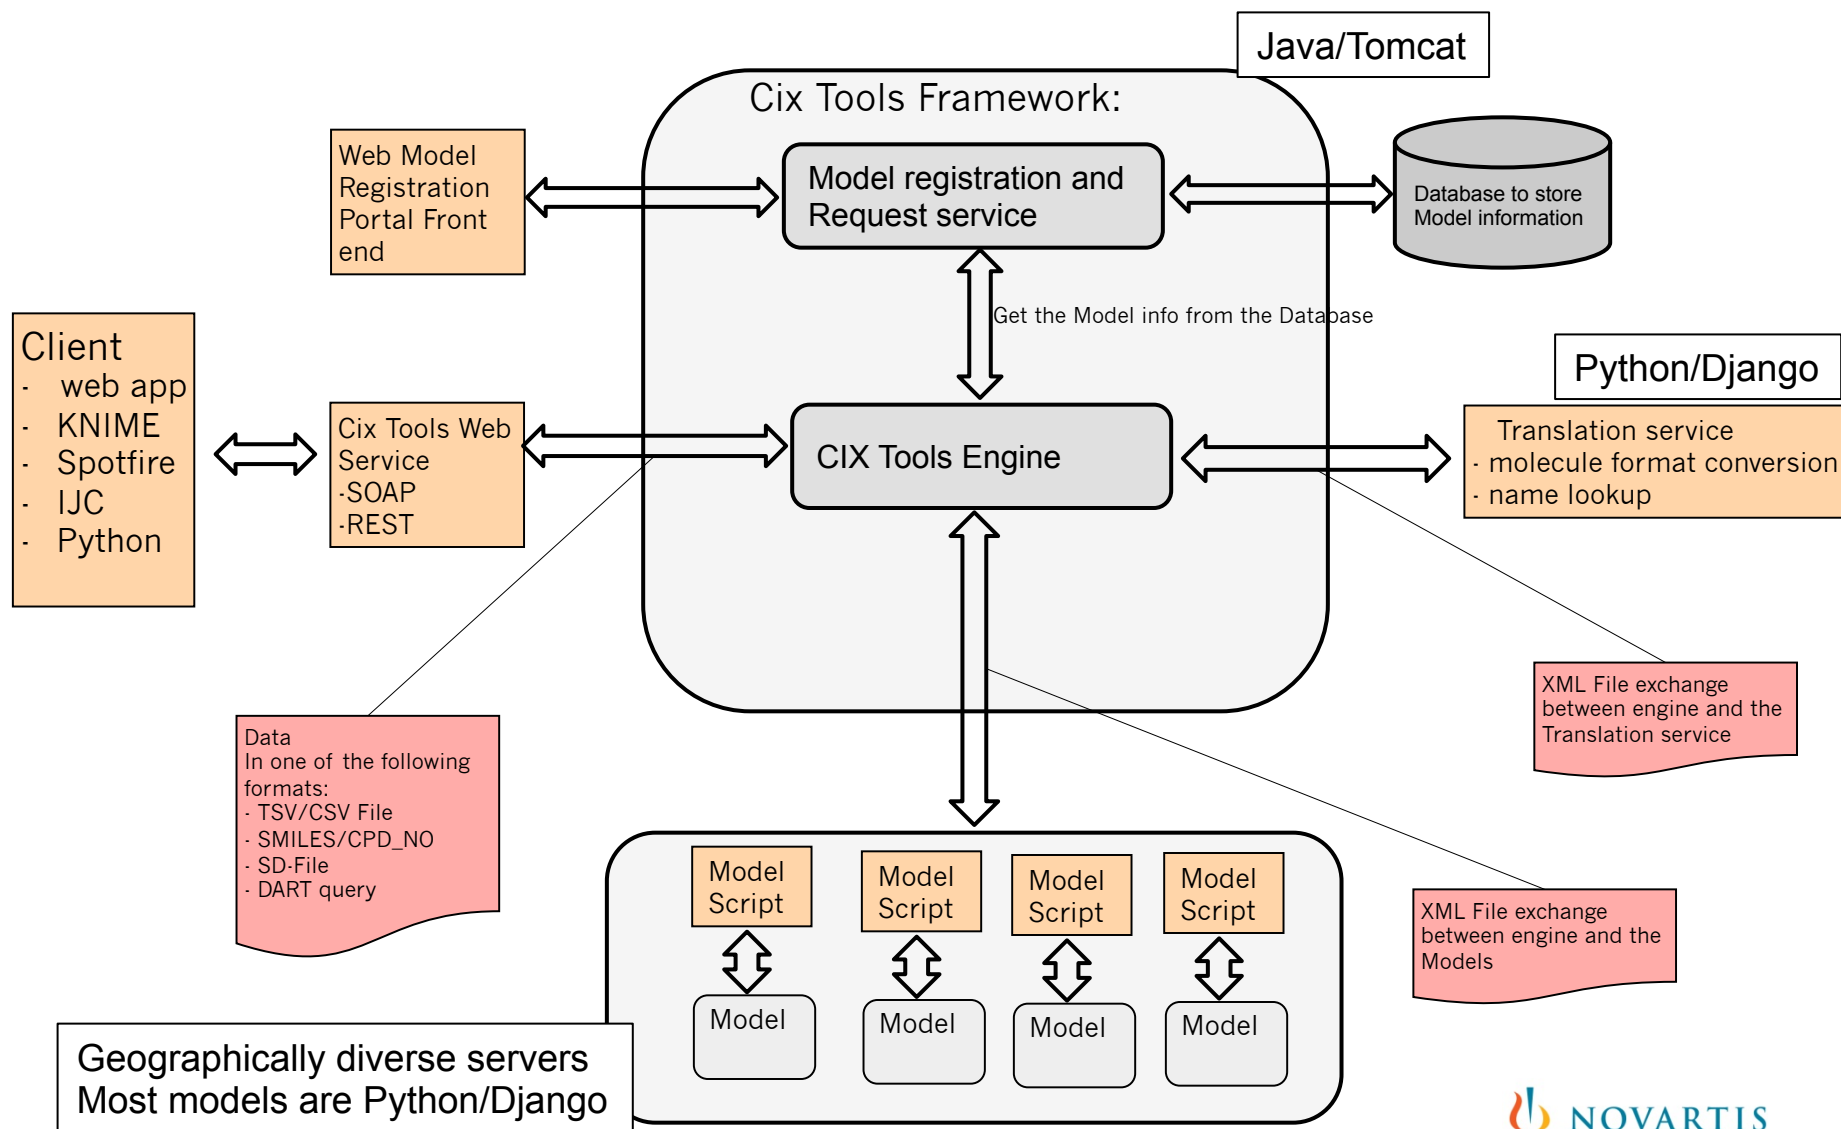 Java/Tomcat
Cix Tools Framework:
Web Model
Registration
Portal Front
end
Model registration and
Request service
Database to store
Model information
Get the Model info from the Database
Client
- web app
- KNIME
- Spotfire
- IJC
- Python
Cix Tools Web
Service
-SOAP
-REST
CIX Tools Engine
Python/Django
Translation service
- molecule format conversion
- name lookup
Data
In one of the following
formats:
- TSV/CSV File
- SMILES/CPD_NO
- SD-File
- DART query
XML File exchange
between engine and the
Translation service
XML File exchange
between engine and the
Models
Model
Script
Model
Script
Model
Script
Model
Script
Model
Model
Model
Model
Geographically diverse servers
Most models are Python/Django
NOVARTIS